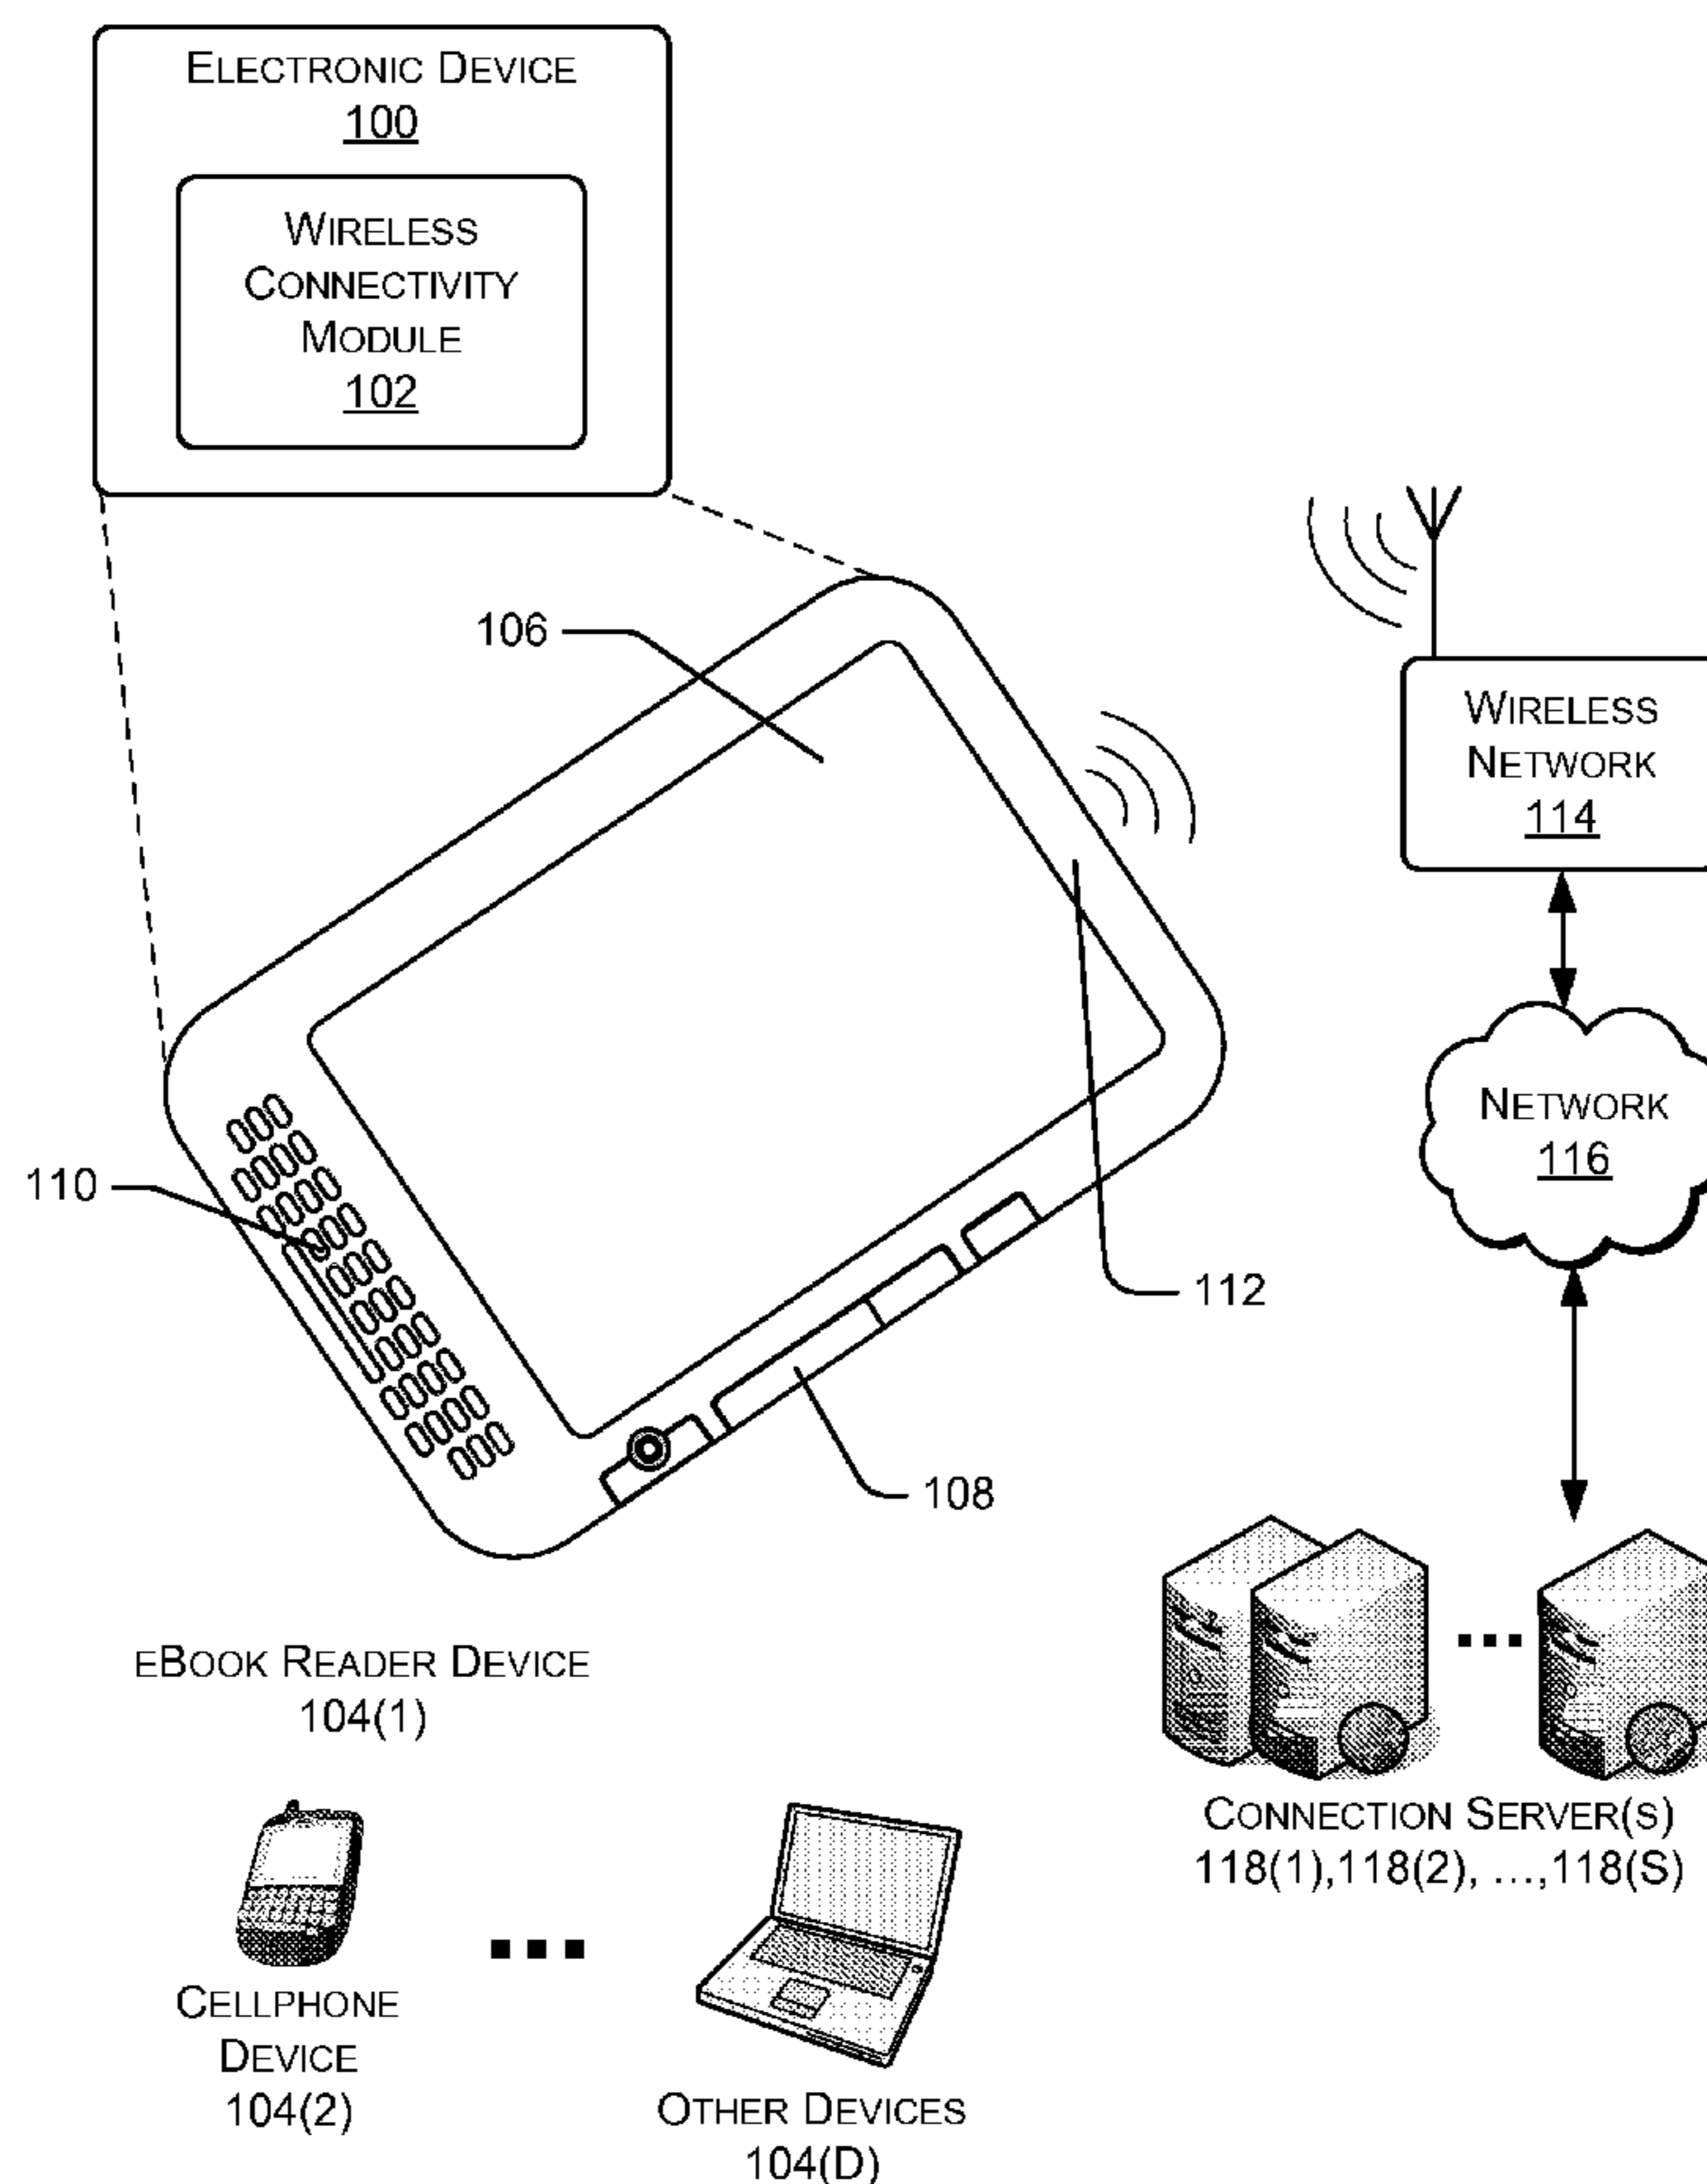 ELECTRONIC DEVICE
100
WIRELESS
CONNECTIVITY
MODULE
102
106
WIRELESS
NETWORK
114
NETWORK
116
110
112
108
EBOOK READER DEVICE
104(1)
CONNECTION SERVER(S)
118(1),118(2), ...,118(S)
CELLPHONE
DEVICE
104(2)
OTHER DEVICES
104(D)